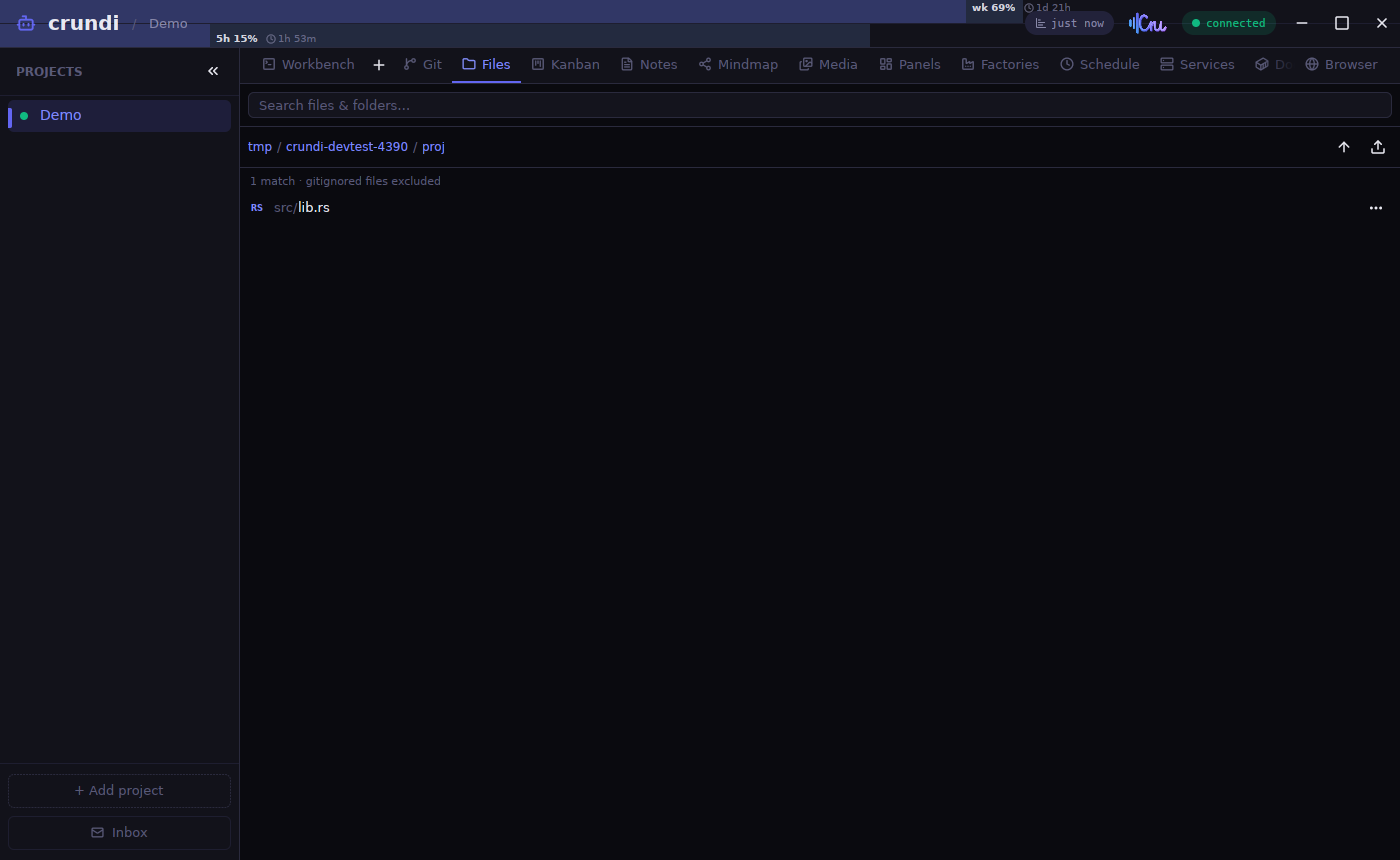 wk 69% 1d 21h
crundi / Demo
just now
Cru
connected
5h 15% 1h 53m
PROJECTS
Workbench
Git
Files
Kanban
Notes
Mindmap
Media
Panels
Factories
Schedule
Services
Do
Browser
Demo
Search files & folders...
tmp / crundi-devtest-4390 / proj
1 match · gitignored files excluded
RS src/lib.rs
+ Add project
Inbox